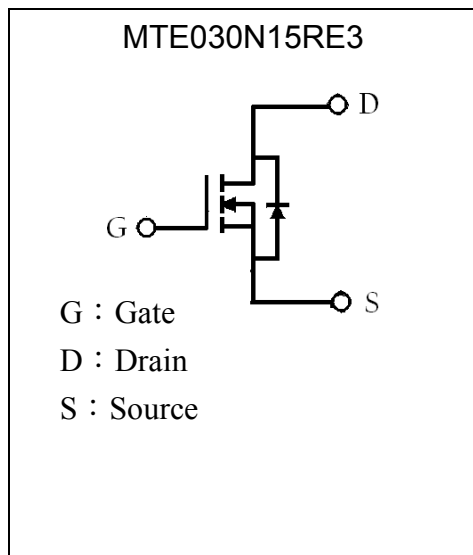 MTE030N15RE3
D
G
S
G：Gate
D：Drain
S：Source